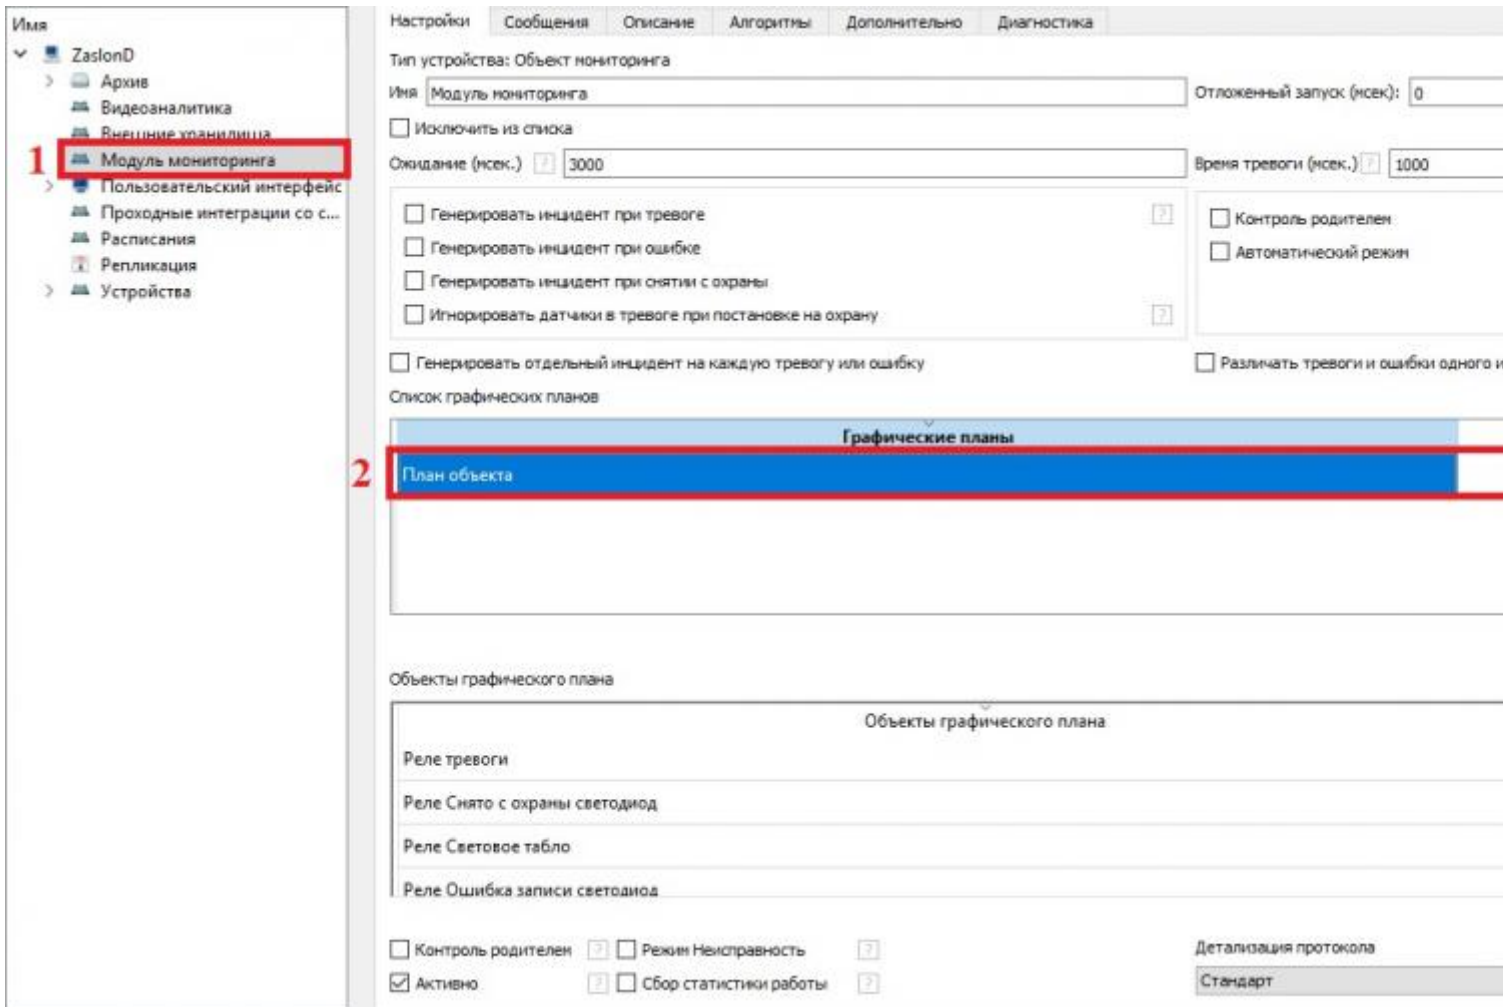 Имя
ZaslonD
Архив
Видеоаналитика
Внешние хранилища
1
Модуль мониторинга
Пользовательский интерфейс
Проходные интеграции со с...
Расписания
Репликация
Устройства
Настройки Сообщения Описание Алгоритмы Дополнительно Диагностика
Тип устройства: Объект мониторинга
Имя Модуль мониторинга Отложенный запуск (мсек): 0
Исключить из списка
Ожидание (мсек.) ? 3000 Время тревоги (мсек.) ? 1000
Генерировать инцидент при тревоге ? Контроль родителем
Генерировать инцидент при ошибке Автоматический режим
Генерировать инцидент при снятии с охраны
Игнорировать датчики в тревоге при постановке на охрану ?
Генерировать отдельный инцидент на каждую тревогу или ошибку Различать тревоги и ошибки одного и
Список графических планов
Графические планы
2 План объекта
Объекты графического плана
Объекты графического плана
Реле тревоги
Реле Снято с охраны светодиод
Реле Световое табло
Реле Ошибка записи светодиод
Контроль родителем ? Режим Неисправность ? Детализация протокола
Активно ? Сбор статистики работы ? Стандарт